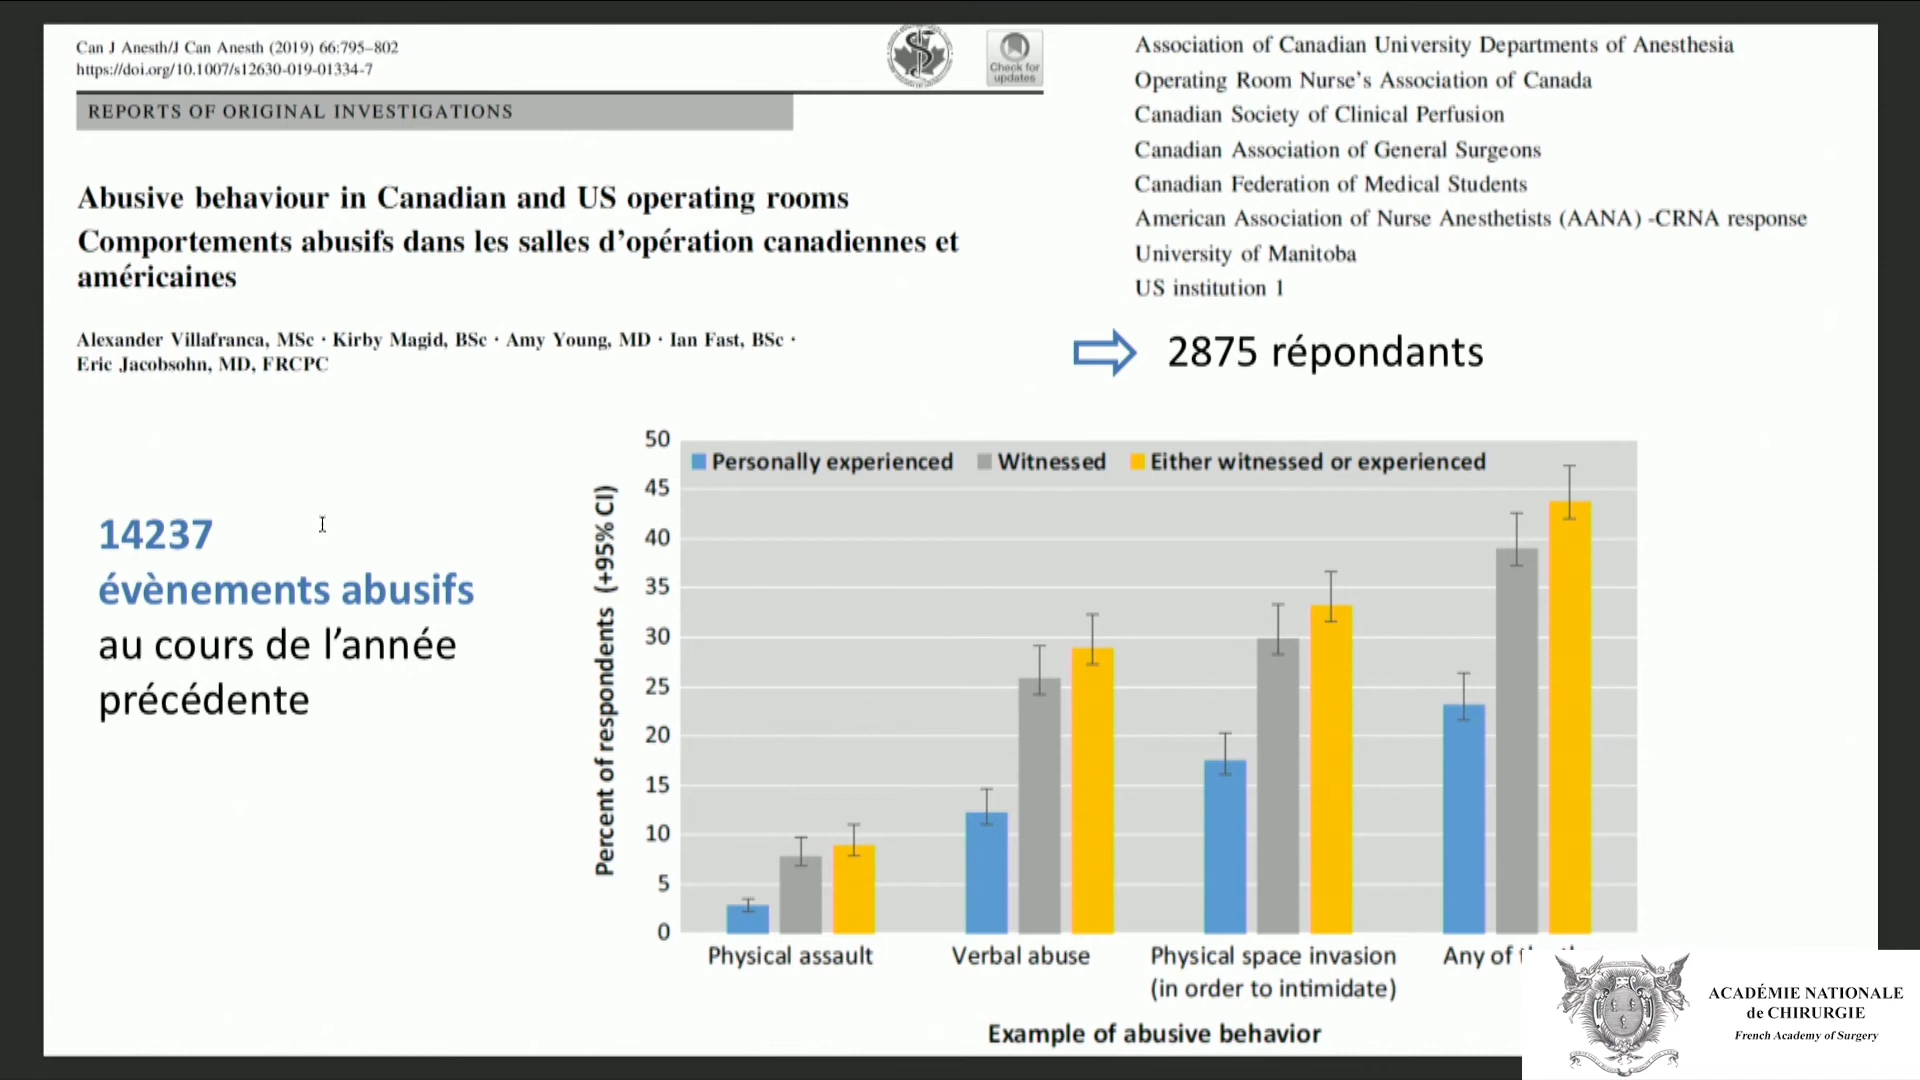 Can J Anesth/J Can Anesth (2019) 66:795–802
https://doi.org/10.1007/s12630-019-01334-7
Check for
updates
REPORTS OF ORIGINAL INVESTIGATIONS
Abusive behaviour in Canadian and US operating rooms
Comportements abusifs dans les salles d’opération canadiennes et
américaines
Alexander Villafranca, MSc · Kirby Magid, BSc · Amy Young, MD · Ian Fast, BSc ·
Eric Jacobsohn, MD, FRCPC
Association of Canadian University Departments of Anesthesia
Operating Room Nurse’s Association of Canada
Canadian Society of Clinical Perfusion
Canadian Association of General Surgeons
Canadian Federation of Medical Students
American Association of Nurse Anesthetists (AANA) -CRNA response
University of Manitoba
US institution 1
2875 répondants
14237
évènements abusifs
au cours de l’année
précédente
Personally experienced
Witnessed
Either witnessed or experienced
Percent of respondents (+95% CI)
50
45
40
35
30
25
20
15
10
5
0
Physical assault
Verbal abuse
Physical space invasion
(in order to intimidate)
Any of
Example of abusive behavior
ACADÉMIE NATIONALE
de CHIRURGIE
French Academy of Surgery